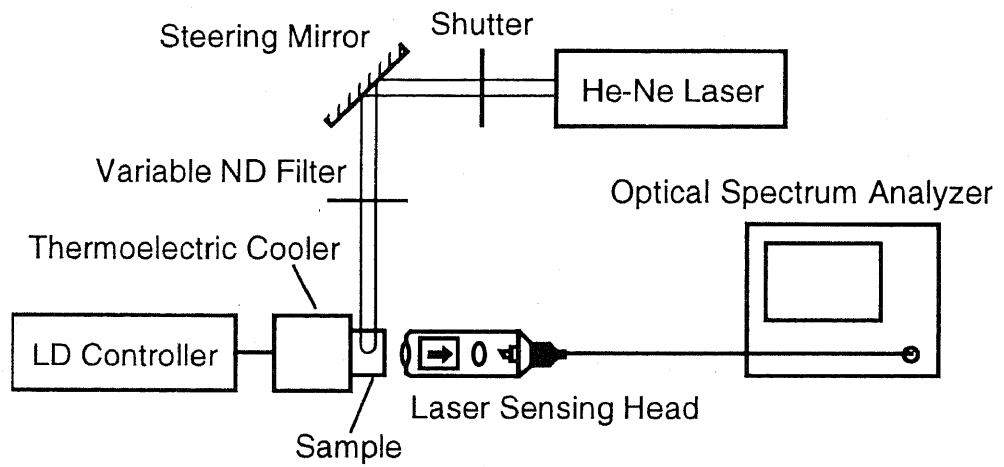 Steering Mirror
Shutter
He-Ne Laser
Variable ND Filter
Optical Spectrum Analyzer
Thermoelectric Cooler
LD Controller
Laser Sensing Head
Sample